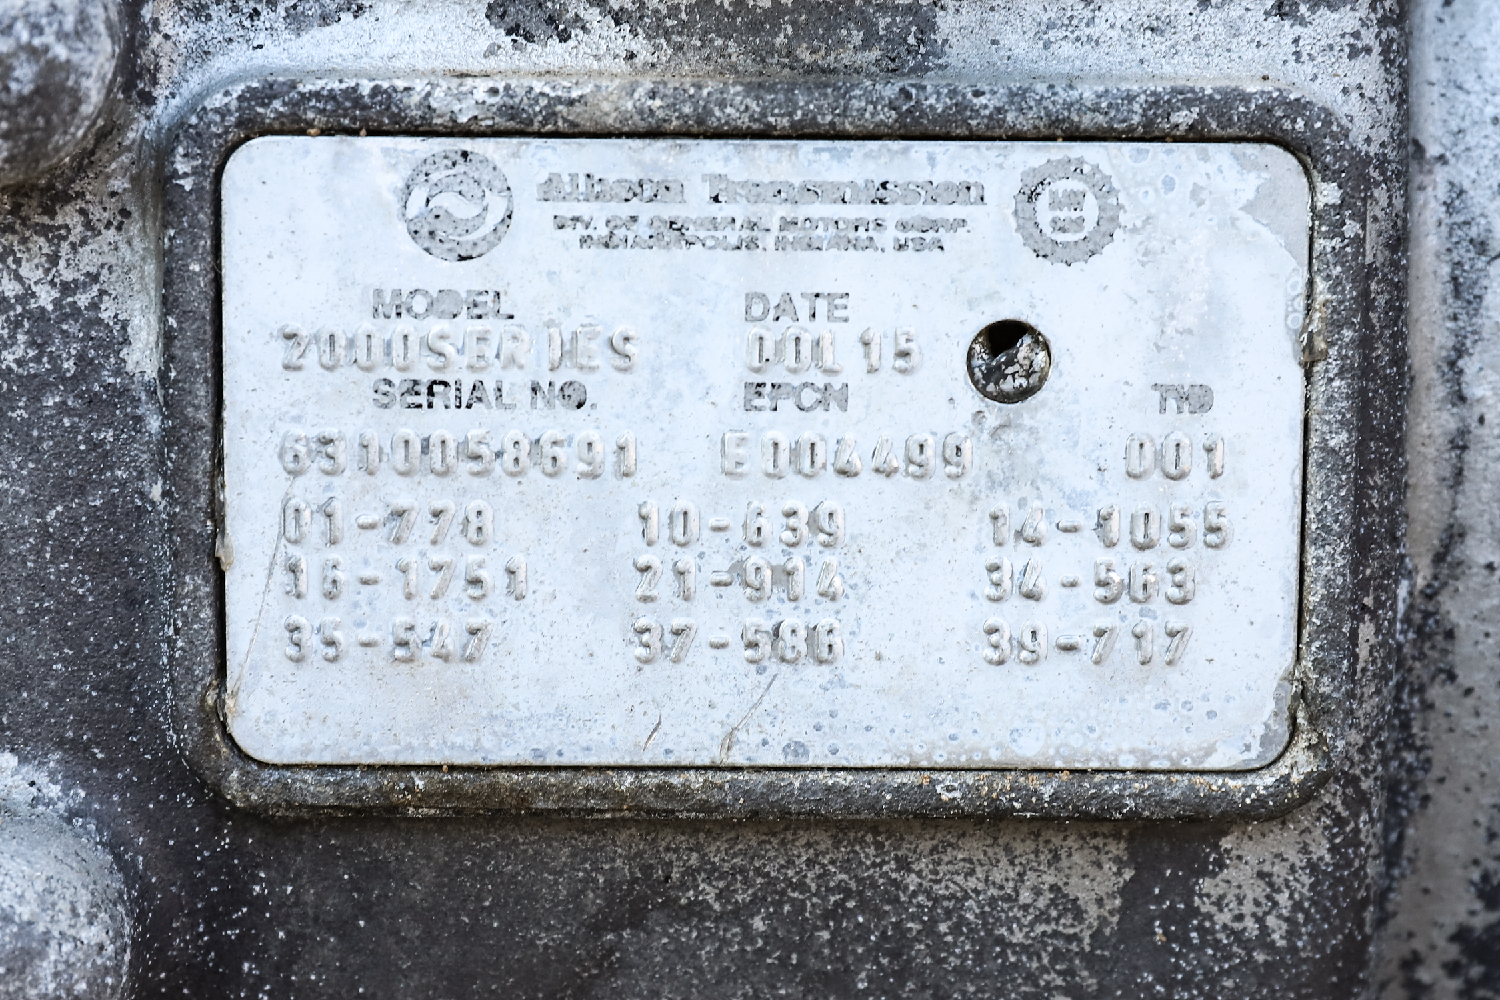 Allison Transmission
DIV. OF GENERAL MOTORS CORP.
INDIANAPOLIS, INDIANA, USA
UAW
MODEL DATE
2000SERIES 00L15
SERIAL NO. EPCN TID
6310058691 E004499 001
01-778 10-639 14-1055
16-1751 21-914 34-563
35-547 37-586 39-717